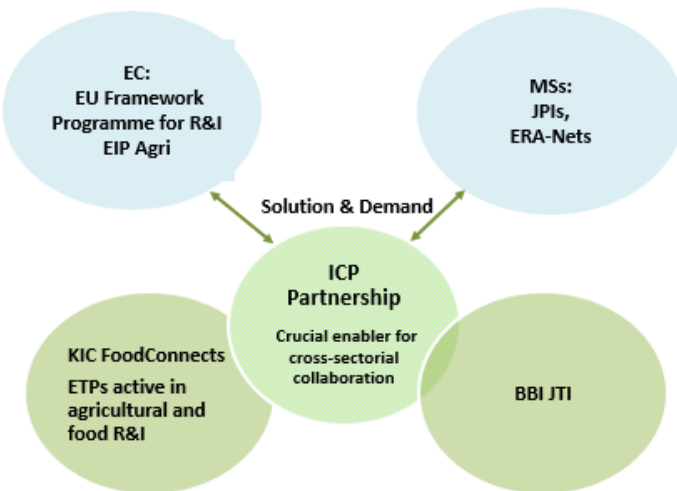 EC:
EU Framework
Programme for R&I
EIP Agri
MSs:
JPIs,
ERA-Nets
Solution & Demand
ICP
Partnership
Crucial enabler for
cross-sectorial
collaboration
KIC FoodConnects
ETPs active in
agricultural and
food R&I
BBI JTI